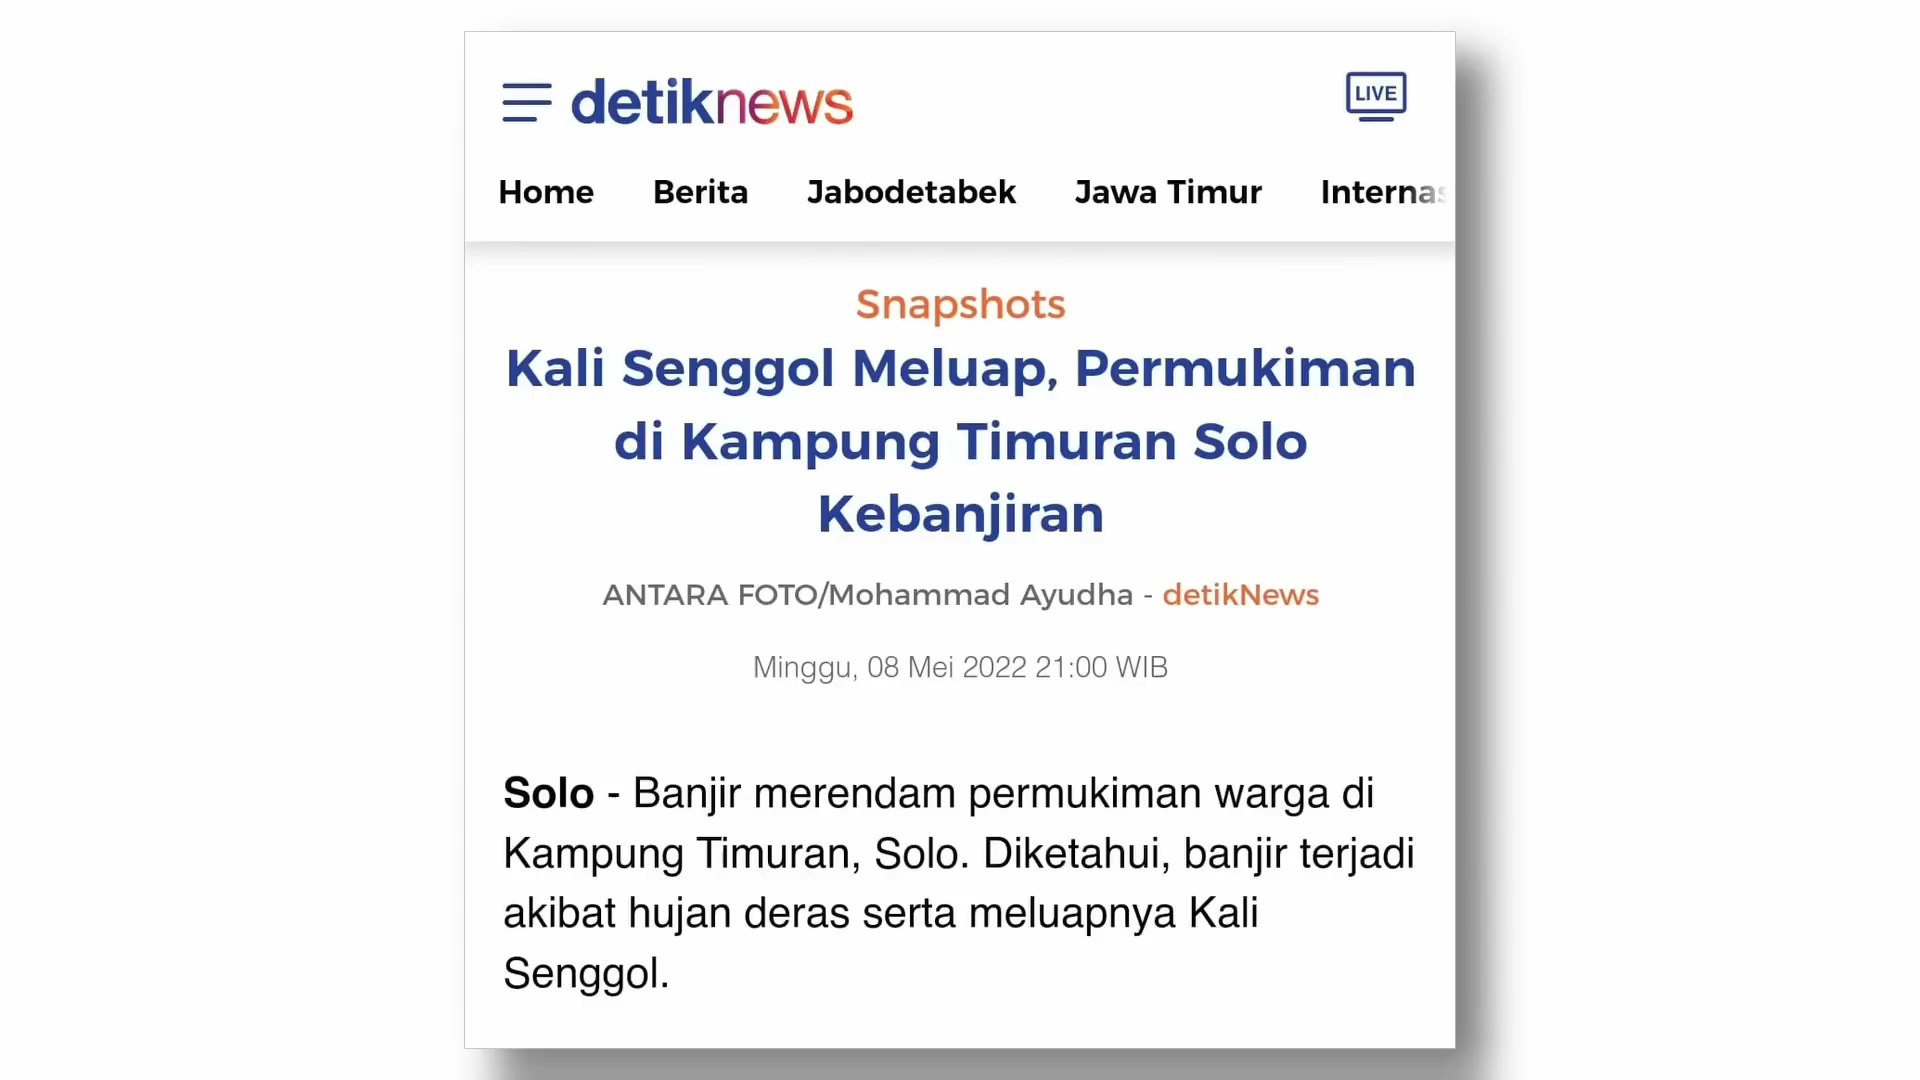 detiknews
LIVE
Home Berita Jabodetabek Jawa Timur Internas
Snapshots
Kali Senggol Meluap, Permukiman
di Kampung Timuran Solo
Kebanjiran
ANTARA FOTO/Mohammad Ayudha - detikNews
Minggu, 08 Mei 2022 21:00 WIB
Solo - Banjir merendam permukiman warga di
Kampung Timuran, Solo. Diketahui, banjir terjadi
akibat hujan deras serta meluapnya Kali
Senggol.